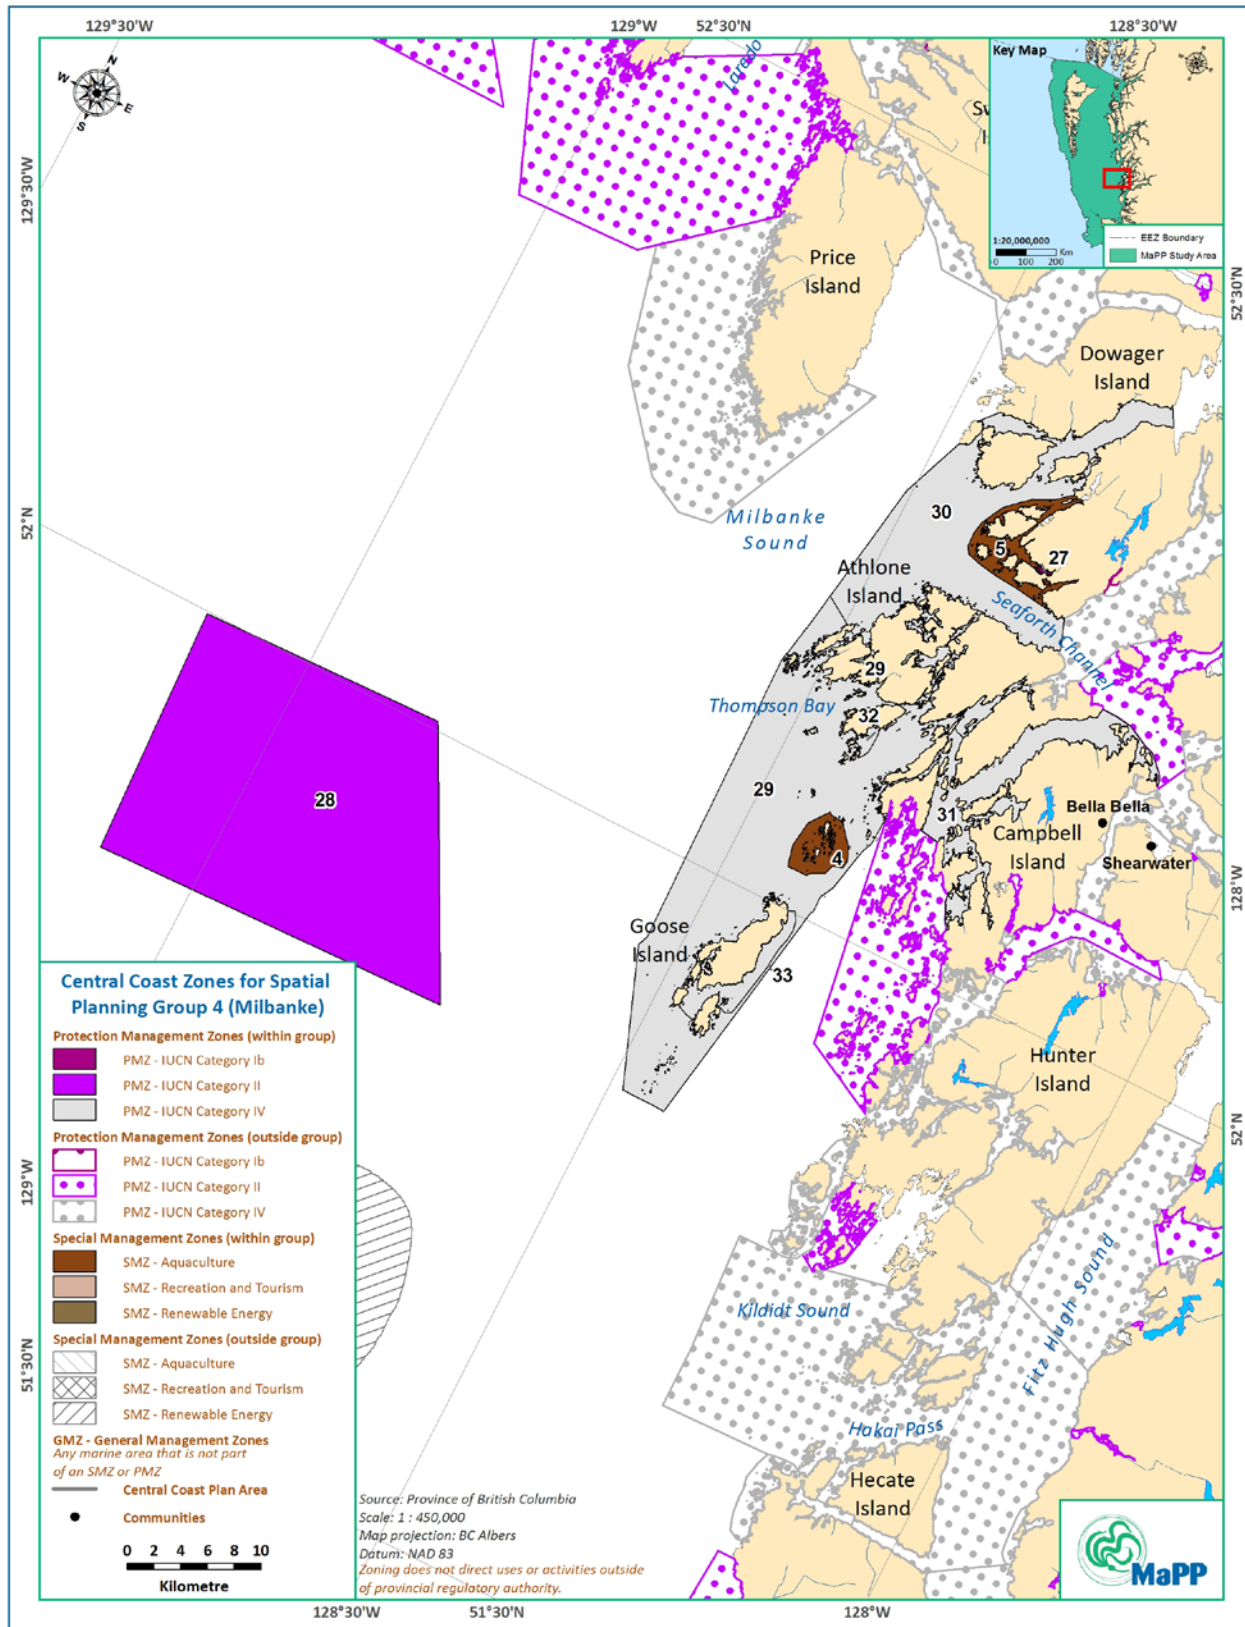 129°30'W
129°W
52°30'N
128°30'W
N
W
E
S
Laredo
Sw
Key Map
1:20,000,000
0 100 200 Km
EEZ Boundary
MaPP Study Area
129°30'W
52°30'N
Price
Island
Dowager
Island
Milbanke
Sound
30
5
27
Athlone
Island
Seaforth Channel
52°N
29
Thompson Bay
32
28
29
31
Bella Bella
Campbell
Island
Shearwater
4
128°W
Goose
Island
33
Hunter
Island
52°N
129°W
Kildidt Sound
Fitz Hugh Sound
51°30'N
Hakai Pass
Hecate
Island
Central Coast Zones for Spatial
Planning Group 4 (Milbanke)
Protection Management Zones (within group)
PMZ - IUCN Category Ib
PMZ - IUCN Category II
PMZ - IUCN Category IV
Protection Management Zones (outside group)
PMZ - IUCN Category Ib
PMZ - IUCN Category II
PMZ - IUCN Category IV
Special Management Zones (within group)
SMZ - Aquaculture
SMZ - Recreation and Tourism
SMZ - Renewable Energy
Special Management Zones (outside group)
SMZ - Aquaculture
SMZ - Recreation and Tourism
SMZ - Renewable Energy
GMZ - General Management Zones
Any marine area that is not part
of an SMZ or PMZ
Central Coast Plan Area
Communities
0 2 4 6 8 10
Kilometre
Source: Province of British Columbia
Scale: 1 : 450,000
Map projection: BC Albers
Datum: NAD 83
Zoning does not direct uses or activities outside
of provincial regulatory authority.
MaPP
128°30'W
51°30'N
128°W